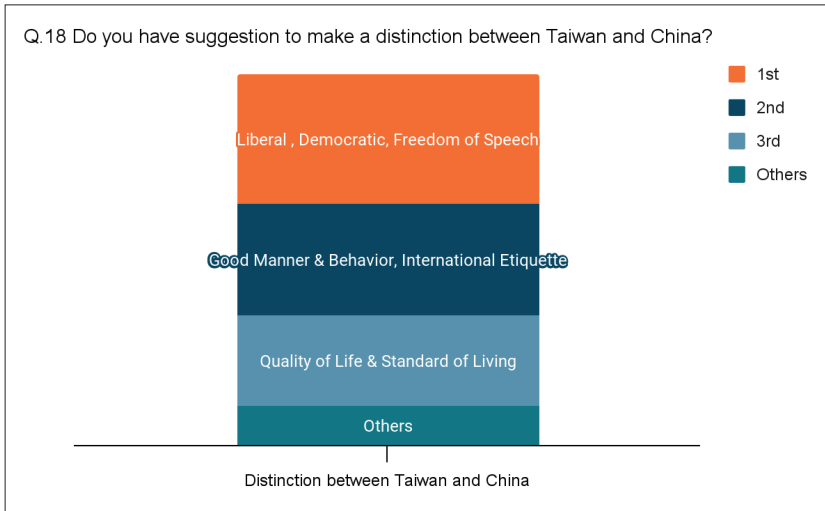 Q.18 Do you have suggestion to make a distinction between Taiwan and China?
1st
2nd
3rd
Others
Liberal , Democratic, Freedom of Speech
Good Manner & Behavior, International Etiquette
Quality of Life & Standard of Living
Others
Distinction between Taiwan and China